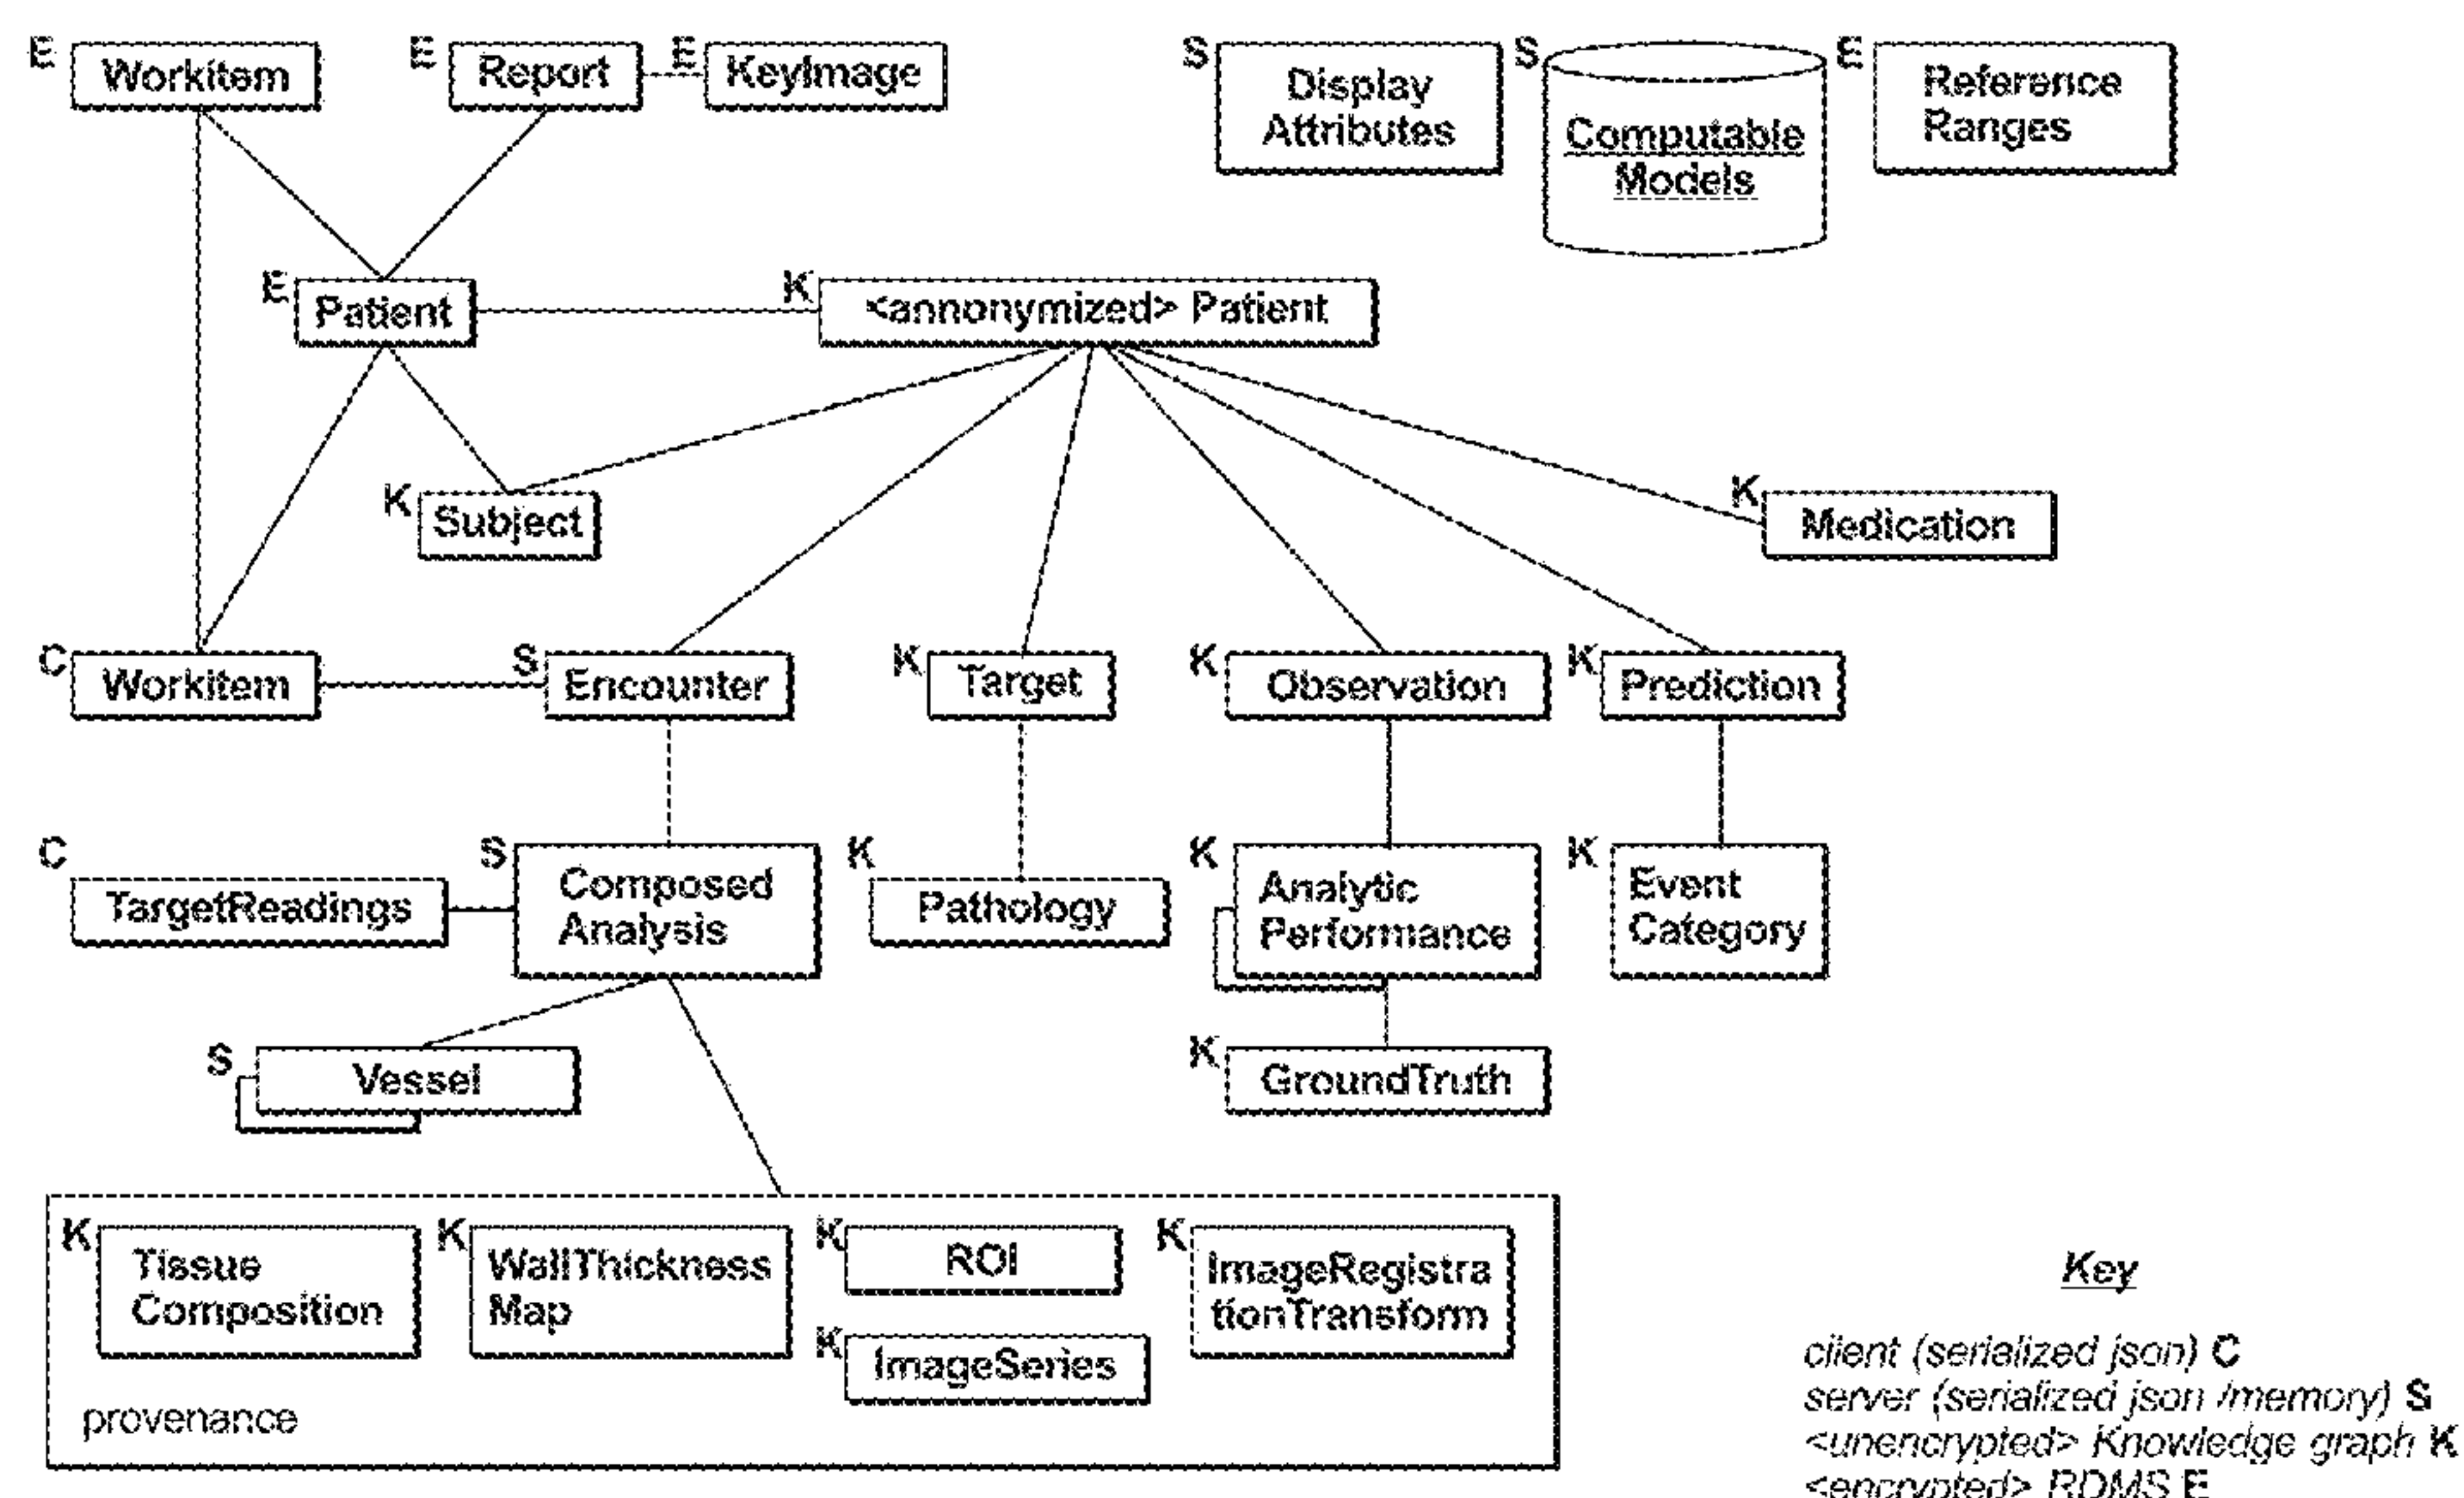 E Workitem E Report E KeyImage S Display Attributes S Computable Models E Reference Ranges
E Patient K <annonymized> Patient
K Subject K Medication
C Workitem S Encounter K Target K Observation K Prediction
C TargetReadings S Composed Analysis K Pathology K Analytic Performance K Event Category
S Vessel K GroundTruth
K Tissue Composition K WallThickness Map K ROI K ImageRegistra tionTransform
K ImageSeries
provenance
Key
client (serialized json) C
server (serialized json /memory) S
<unencrypted> Knowledge graph K
<encrypted> RDMS E